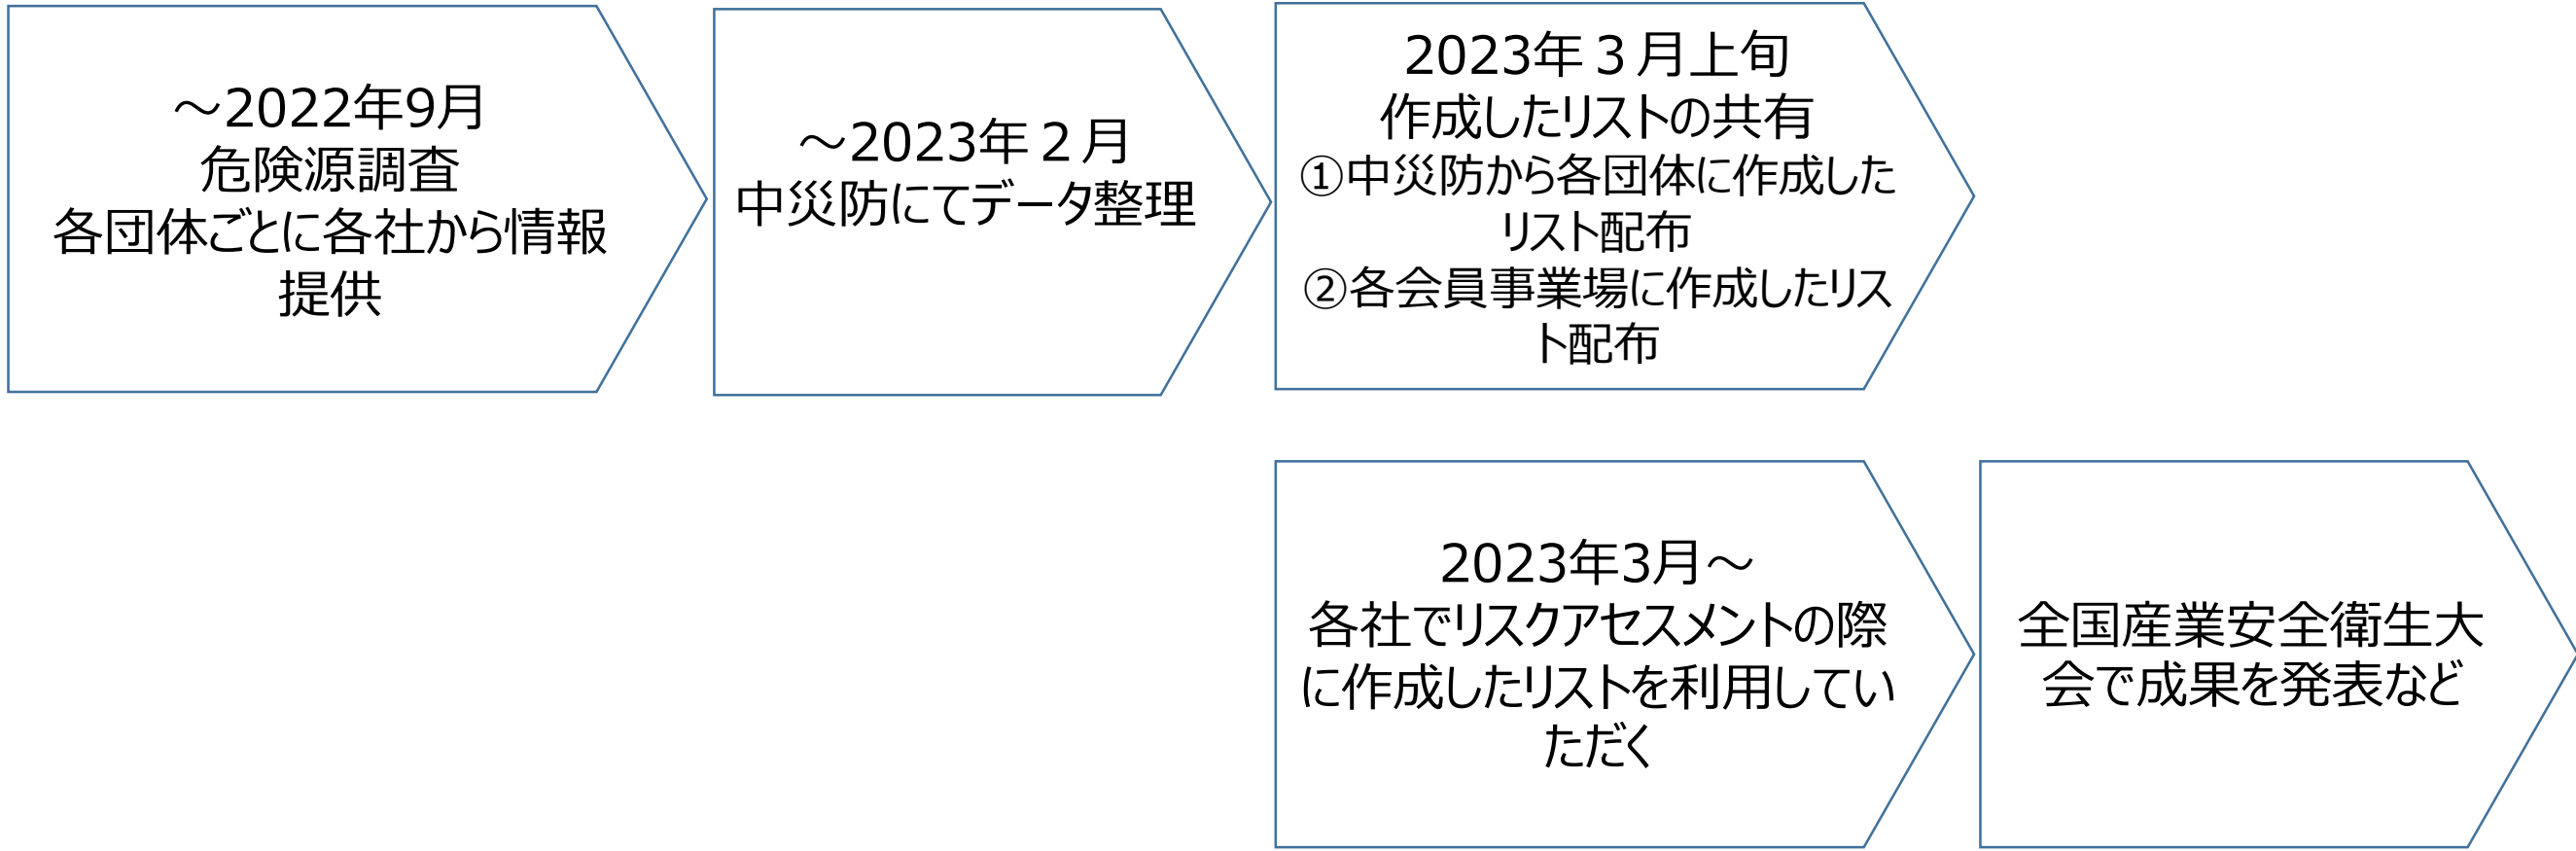 ～2022年9月
危険源調査
各団体ごとに各社から情報
提供
～2023年２月
中災防にてデータ整理
2023年３月上旬
作成したリストの共有
①中災防から各団体に作成した
リスト配布
②各会員事業場に作成したリス
ト配布
2023年3月～
各社でリスクアセスメントの際
に作成したリストを利用してい
ただく
全国産業安全衛生大
会で成果を発表など